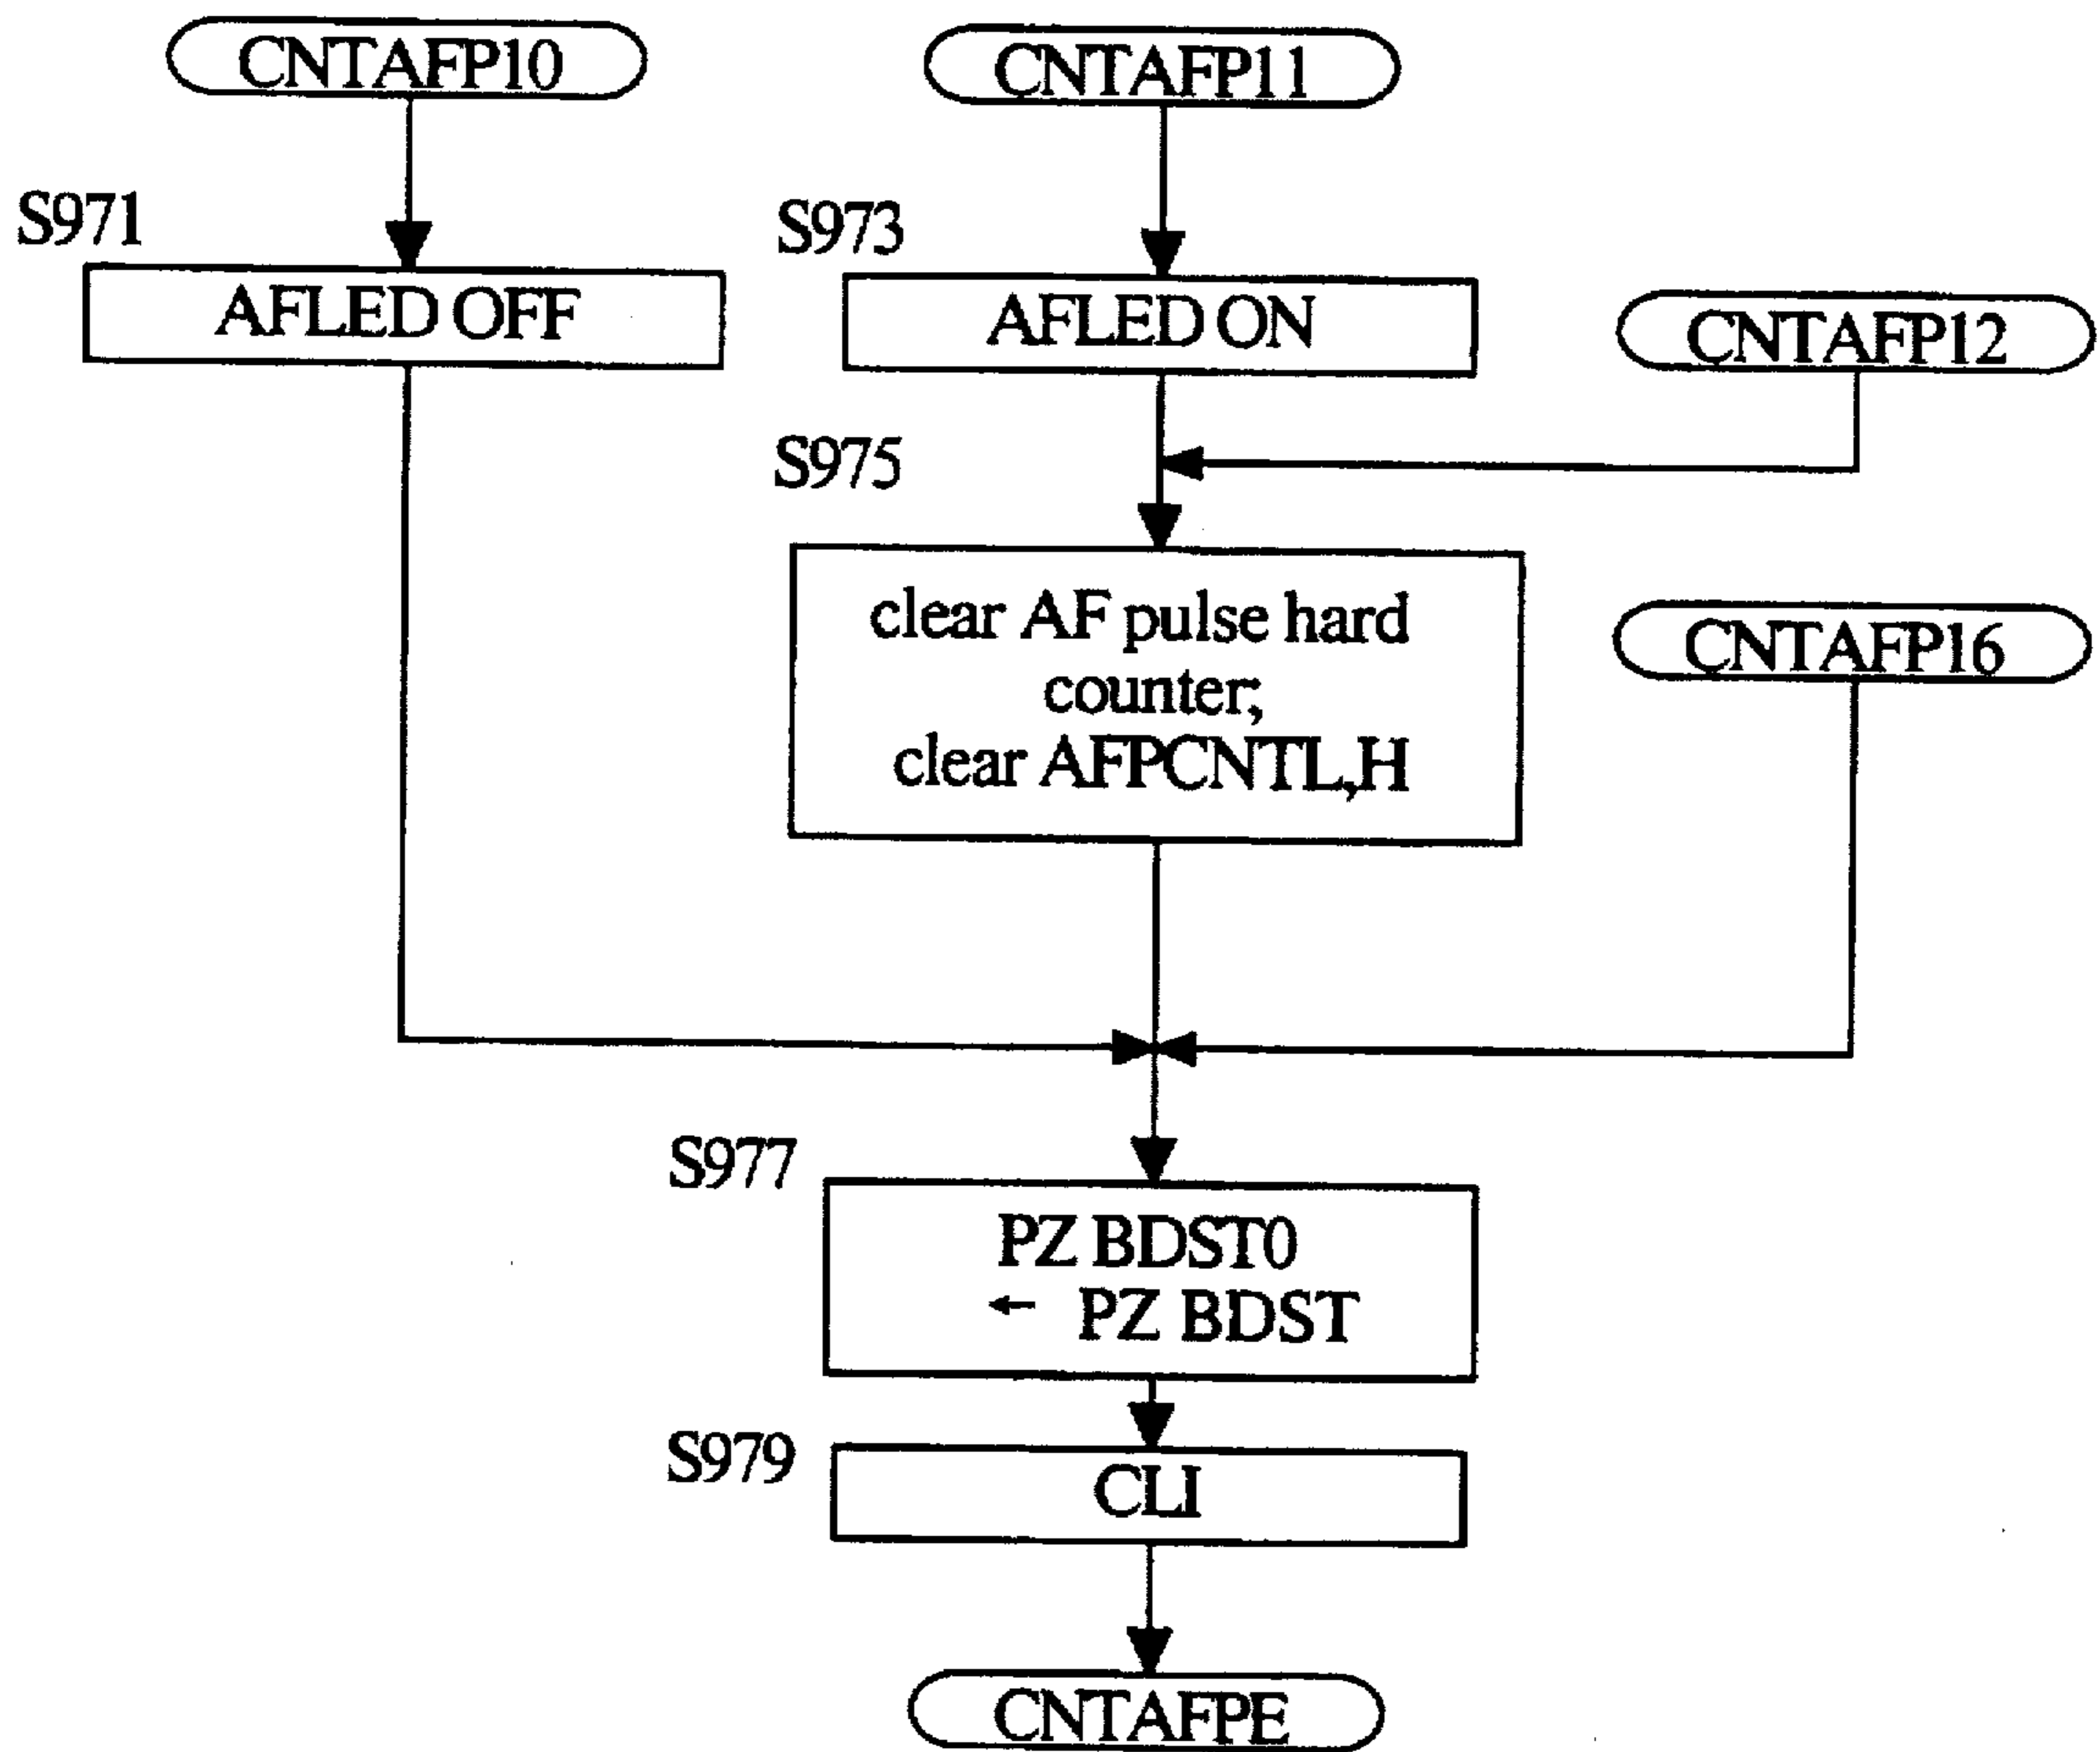 CNTAFP10
CNTAFP11
S971
S973
AFLED OFF
AFLED ON
CNTAFP12
S975
clear AF pulse hard
counter;
clear AFPCNTL,H
CNTAFP16
S977
PZ BDST0
← PZ BDST
S979
CLI
CNTAFPE